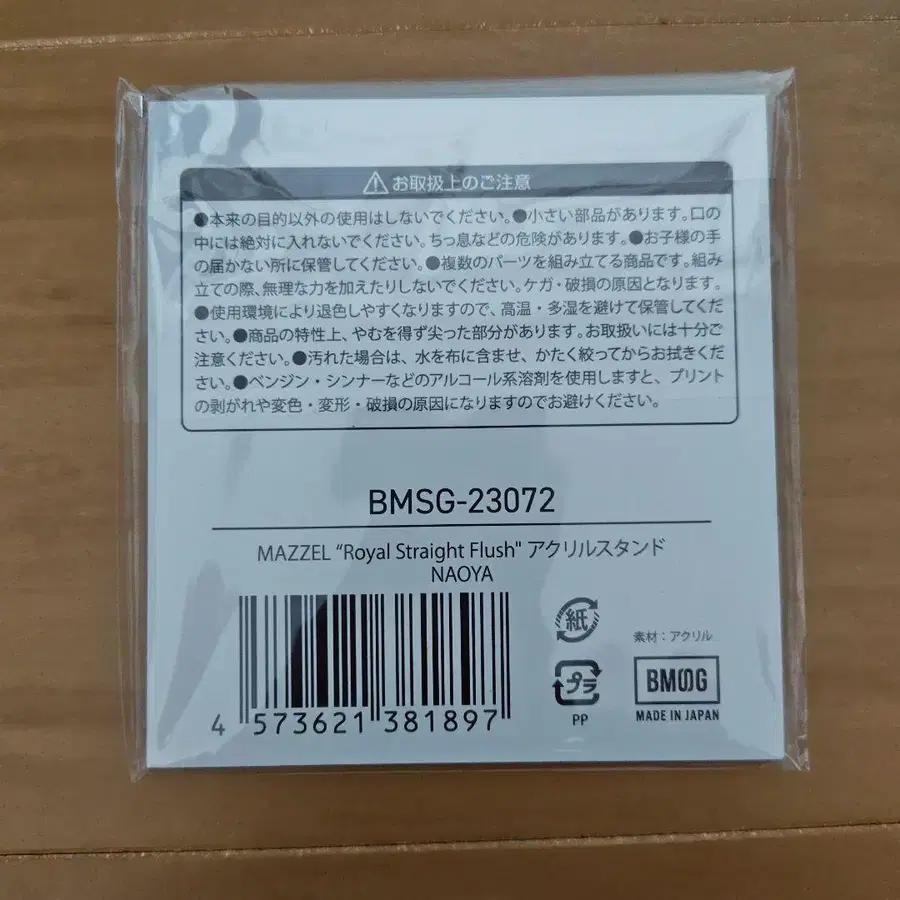 ⚠お取扱上のご注意
●本来の目的以外の使用はしないでください。●小さい部品があります。口の
中には絶対に入れないでください。ちっ息などの危険があります。●お子様の手
の届かない所に保管してください。●複数のパーツを組み立てる商品です。組み
立ての際、無理な力を加えたりしないでください。ケガ・破損の原因となります。
●使用環境により退色しやすくなりますので、高温・多湿を避けて保管してくだ
さい。●商品の特性上、やむを得ず尖った部分があります。お取扱いには十分ご
注意ください。●汚れた場合は、水を布に含ませ、かたく絞ってからお拭きくだ
さい。●ベンジン・シンナーなどのアルコール系溶剤を使用しますと、プリント
の剥がれや変色・変形・破損の原因になりますのでお避けください。
BMSG-23072
MAZZEL “Royal Straight Flush" アクリルスタンド
NAOYA
4 573621 381897
紙
プラ
PP
素材：アクリル
BMSG
MADE IN JAPAN